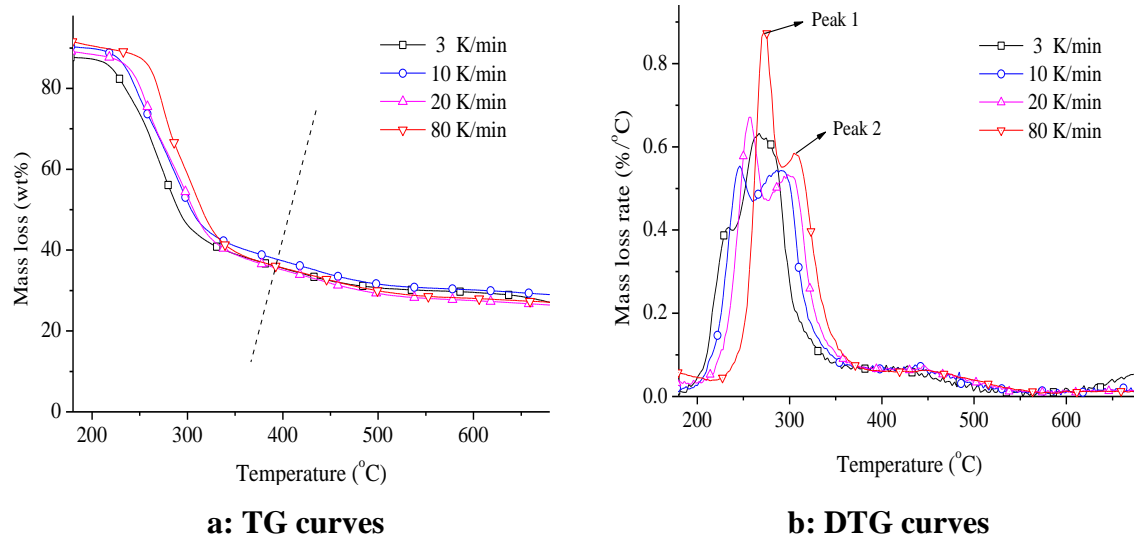 Mass loss (wt%)
80
60
40
20
0
200 300 400 500 600
Temperature (°C)
3 K/min
10 K/min
20 K/min
80 K/min
a: TG curves
Mass loss rate (%/°C)
0.8
0.6
0.4
0.2
0.0
200 300 400 500 600
Temperature (°C)
Peak 1
Peak 2
3 K/min
10 K/min
20 K/min
80 K/min
b: DTG curves